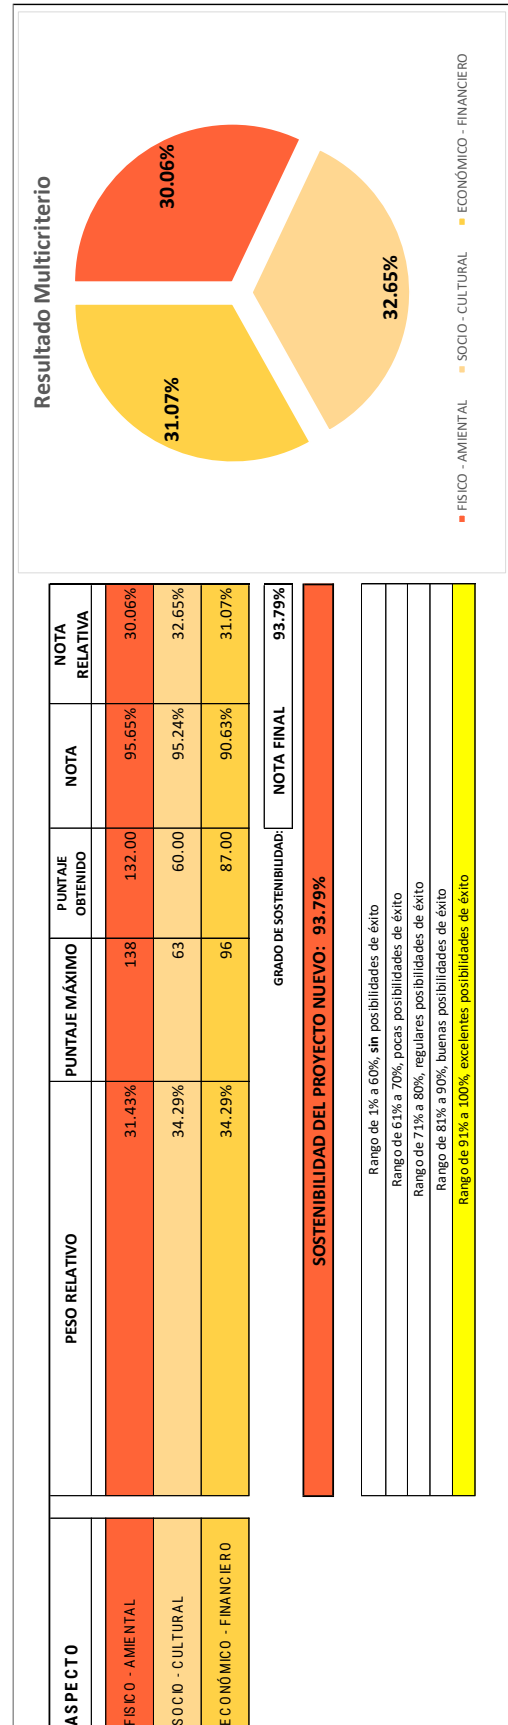 ASPECTO PESO RELATIVO PUNTAJE MÁXIMO PUNTAJE OBTENIDO NOTA NOTA RELATIVA
FISICO - AMIENTAL 31.43% 138 132.00 95.65% 30.06%
SOCIO - CULTURAL 34.29% 63 60.00 95.24% 32.65%
ECONÓMICO - FINANCIERO 34.29% 96 87.00 90.63% 31.07%
GRADO DE SOSTENIBILIDAD: NOTA FINAL 93.79%
SOSTENIBILIDAD DEL PROYECTO NUEVO: 93.79%
Rango de 1% a 60%, sin posibilidades de éxito
Rango de 61% a 70%, pocas posibilidades de éxito
Rango de 71% a 80%, regulares posibilidades de éxito
Rango de 81% a 90%, buenas posibilidades de éxito
Rango de 91% a 100%, excelentes posibilidades de éxito
Resultado Multicriterio
31.07%
30.06%
32.65%
FISICO - AMIENTAL SOCIO - CULTURAL ECONÓMICO - FINANCIERO